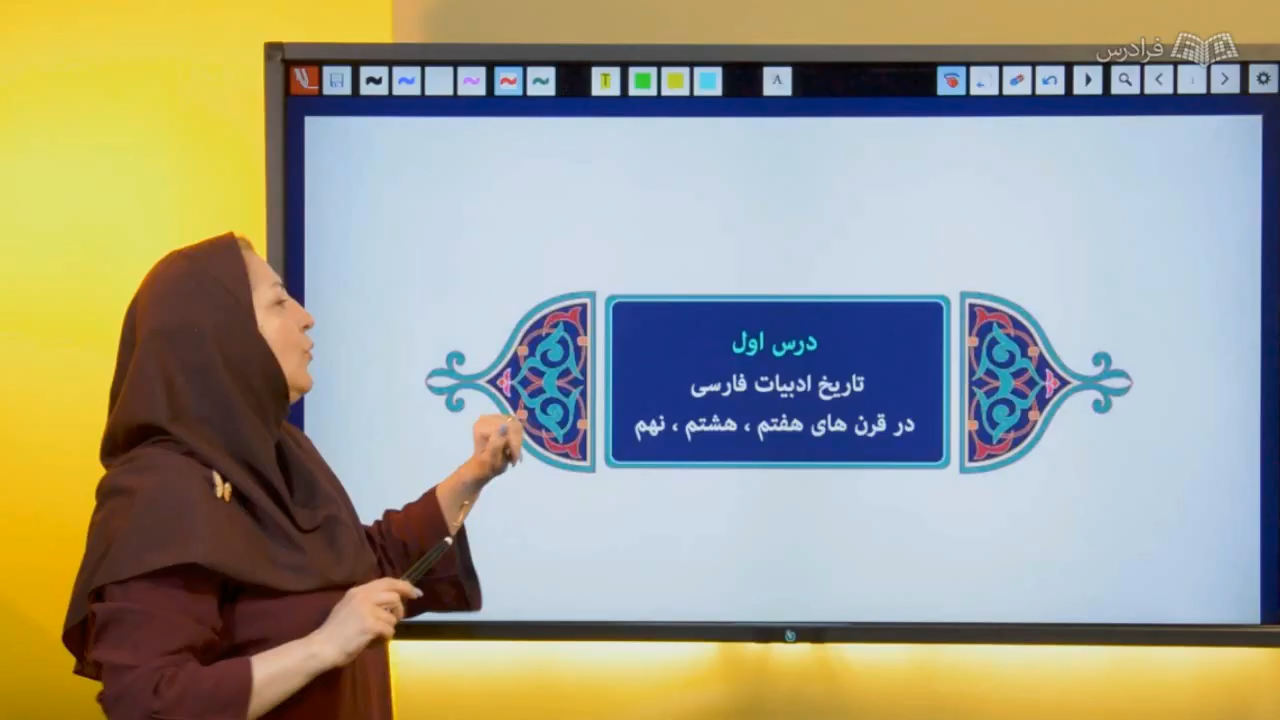 فرادرس
T
A
درس اول
تاریخ ادبیات فارسی
در قرن های هفتم ، هشتم ، نهم